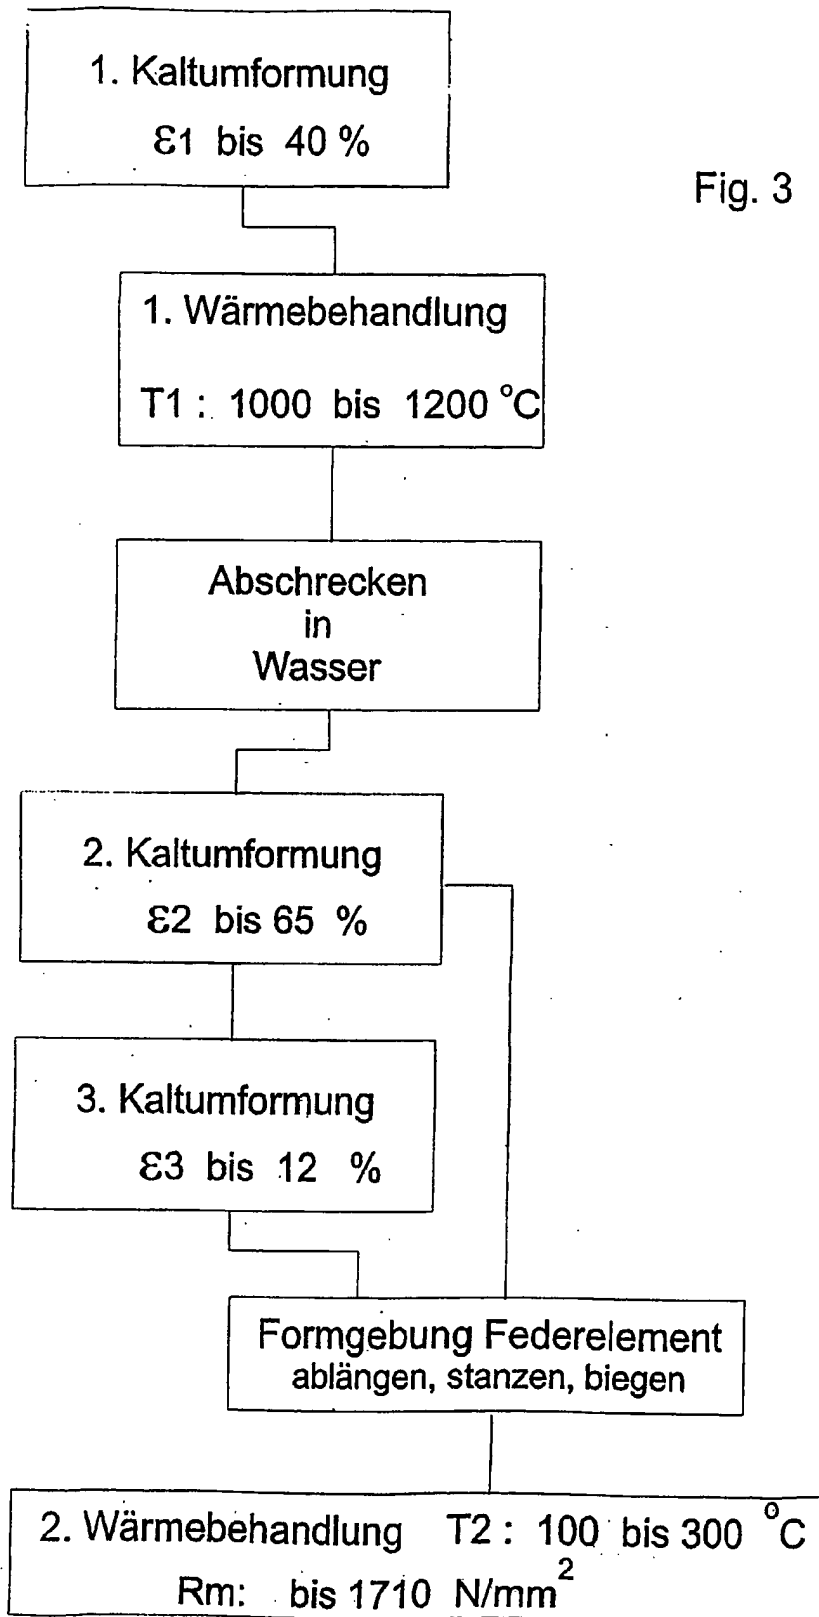 1. Kaltumformung
ε1 bis 40 %
Fig. 3
1. Wärmebehandlung
T1 : 1000 bis 1200 °C
Abschrecken
in
Wasser
2. Kaltumformung
ε2 bis 65 %
3. Kaltumformung
ε3 bis 12 %
Formgebung Federelement
ablängen, stanzen, biegen
2. Wärmebehandlung T2 : 100 bis 300 °C
Rm: bis 1710 N/mm²